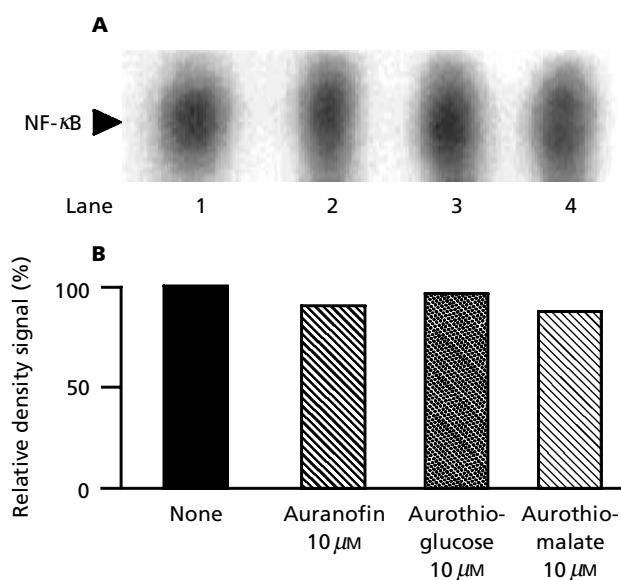 A
NF-κB
Lane 1 2 3 4
B
Relative density signal (%)
100
50
0
None
Auranofin
10 μM
Aurothio-
glucose
10 μM
Aurothio-
malate
10 μM